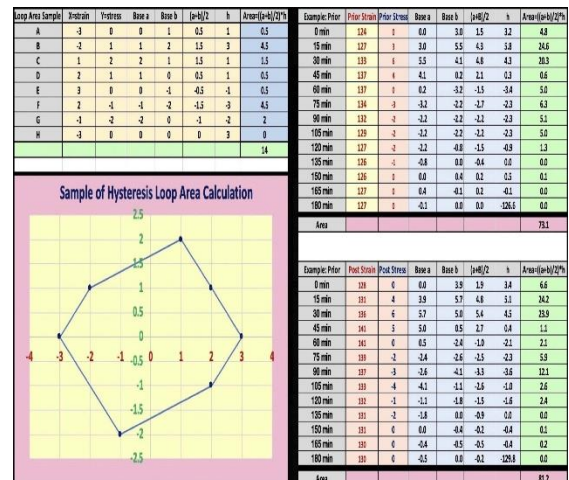 Loop Area Sample X=strain Y=stress Base a Base b (a+b)/2 h Area=((a+b)/2)*h
A -3 0 0 1 0.5 1 0.5
B -2 1 1 2 1.5 3 4.5
C 1 2 2 1 1.5 1 1.5
D 2 1 1 0 0.5 1 0.5
E 3 0 0 -1 -0.5 -1 0.5
F 2 -1 -1 -2 -1.5 -3 4.5
G -1 -2 -2 0 -1 -2 2
H -3 0 0 0 0 3 0
14
Sample of Hysteresis Loop Area Calculation
2.5
2
1.5
1
0.5
0
-4 -3 -2 -1 0 1 2 3 4
-0.5
-1
-1.5
-2
-2.5
Example: Prior Prior Strain Prior Stress Base a Base b (a+B)/2 h Area=((a+b)/2)*h
0 min 124 0.0 3.0 1.5 3.2 4.8
15 min 127 3.0 5.5 4.3 5.8 24.6
30 min 133 5.5 4.1 4.8 4.3 20.3
45 min 137 4.1 0.2 2.1 0.3 0.6
60 min 137 0.2 -3.2 -1.5 -3.4 5.0
75 min 134 -3.2 -2.2 -2.7 -2.3 6.3
90 min 132 -2.2 -2.2 -2.2 -2.3 5.1
105 min 129 -2 -2.2 -2.2 -2.2 -2.3 5.0
120 min 127 -2 -2.2 -0.8 -1.5 -0.9 1.3
135 min 126 -1 -0.8 0.0 -0.4 0.0 0.0
150 min 126 0.0 0.4 0.2 0.5 0.1
165 min 127 0.4 -0.1 0.2 -0.1 0.0
180 min 127 -0.1 0.0 0.0 -126.6 0.0
Area 73.1
Example: Prior Post Strain Post Stress Base a Base b (a+B)/2 h Area=((a+b)/2)*h
0 min 128 0 0.0 3.9 1.9 3.4 6.6
15 min 131 4 3.9 5.7 4.8 5.1 24.2
30 min 136 6 5.7 5.0 5.4 4.5 23.9
45 min 141 5 5.0 0.5 2.7 0.4 1.1
60 min 141 0 0.5 -2.4 -1.0 -2.1 2.1
75 min 139 -2 -2.4 -2.6 -2.5 -2.3 5.9
90 min 137 -3 -2.6 -4.1 -3.3 -3.6 12.1
105 min 133 -4 -4.1 -1.1 -2.6 -1.0 2.6
120 min 132 -1 -1.1 -1.8 -1.5 -1.6 2.4
135 min 131 -2 -1.8 0.0 -0.9 0.0 0.0
150 min 131 0 0.0 -0.4 -0.2 -0.4 0.1
165 min 130 0 -0.4 -0.5 -0.5 -0.4 0.2
180 min 130 0 -0.5 0.0 -0.2 -129.8 0.0
Area 81.2